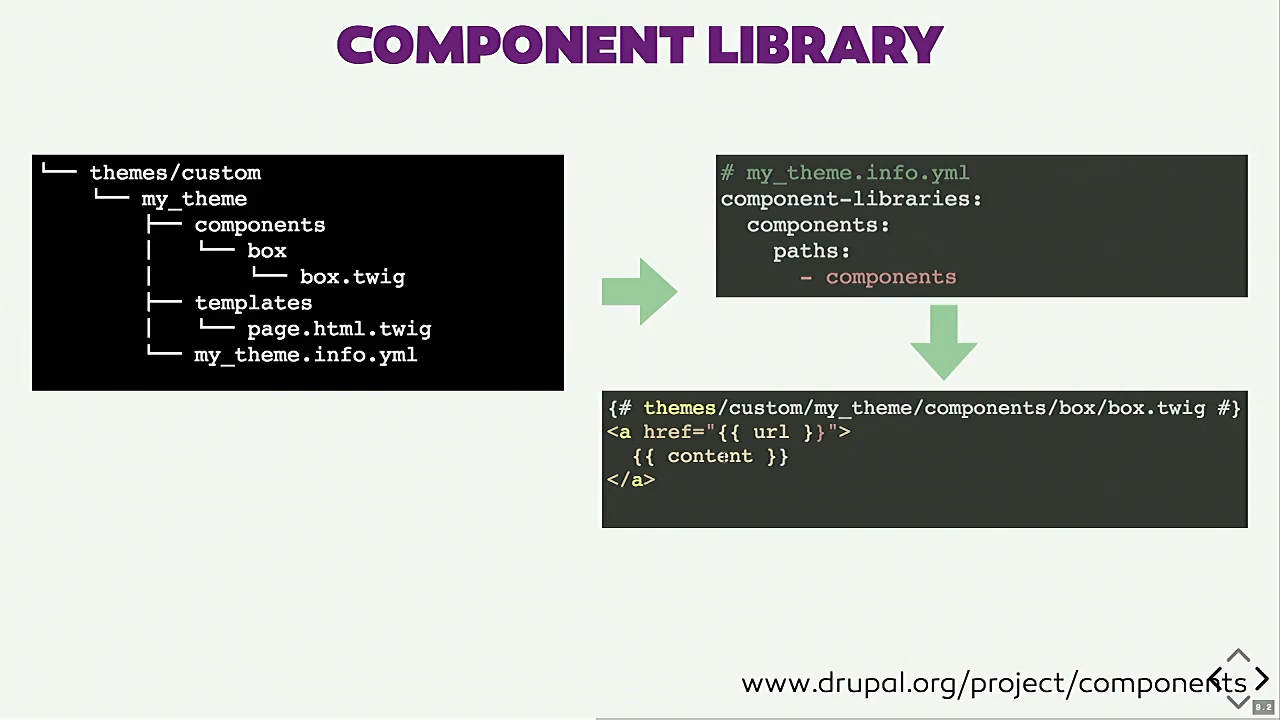 COMPONENT LIBRARY
└── themes/custom
└── my_theme
├── components
│ └── box
│ └── box.twig
├── templates
│ └── page.html.twig
└── my_theme.info.yml
# my_theme.info.yml
component-libraries:
components:
paths:
- components
{# themes/custom/my_theme/components/box/box.twig #}
<a href="{{ url }}">
{{ content }}
</a>
www.drupal.org/project/components
9.2